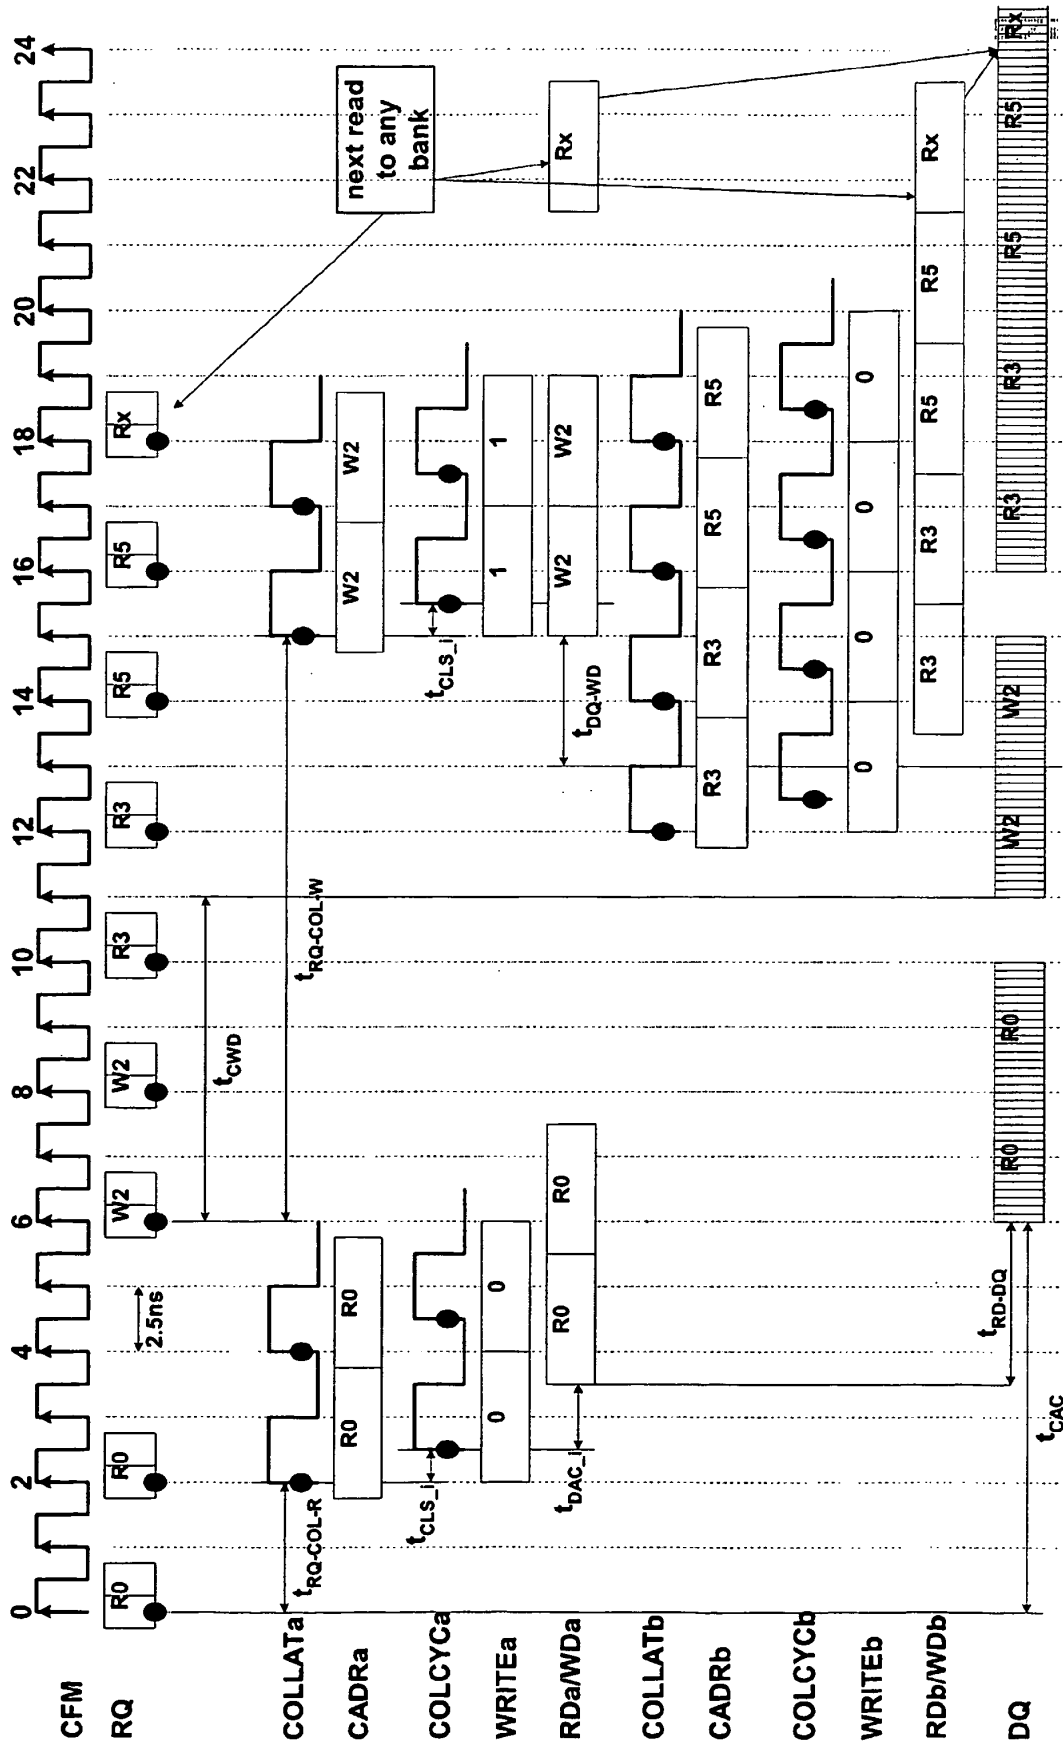 CFM
0 2 4 6 8 10 12 14 16 18 20 22 24
RQ
R0 R0 W2 W2 R3 R3 R5 R5 Rx
2.5ns
tCWD
next read
to any
bank
tRQ-COL-R
tRQ-COL-W
COLLATa
CADRa
R0 R0 W2 W2
COLCYCa
tCLS_i
tCLS_i
WRITEa
0 0 1 1
RDa/WDa
R0 R0 W2 W2 Rx
tDAC_i
tDQ-WD
COLLATb
CADRb
R3 R3 R5 R5
COLCYCb
WRITEb
0 0 0 0
RDb/WDb
R3 R3 R5 R5 Rx
tRD-DQ
DQ
R0 R0 W2 W2 R3 R3 R5 R5 Rx
tCAC